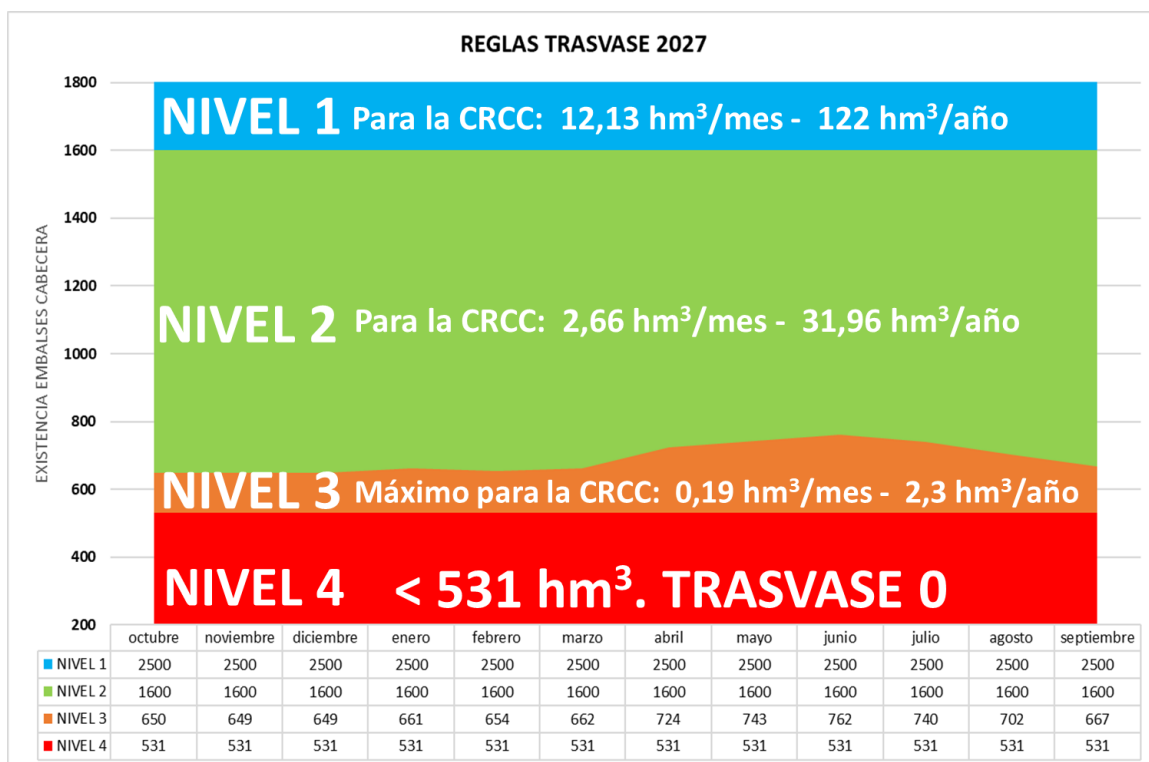 REGLAS TRASVASE 2027
EXISTENCIA EMBALSES CABECERA
1800
1600
1400
1200
1000
800
600
400
200
NIVEL 1 Para la CRCC: 12,13 hm³/mes - 122 hm³/año
NIVEL 2 Para la CRCC: 2,66 hm³/mes - 31,96 hm³/año
NIVEL 3 Máximo para la CRCC: 0,19 hm³/mes - 2,3 hm³/año
NIVEL 4 < 531 hm³. TRASVASE 0
octubre noviembre diciembre enero febrero marzo abril mayo junio julio agosto septiembre
NIVEL 1 2500 2500 2500 2500 2500 2500 2500 2500 2500 2500 2500 2500
NIVEL 2 1600 1600 1600 1600 1600 1600 1600 1600 1600 1600 1600 1600
NIVEL 3 650 649 649 661 654 662 724 743 762 740 702 667
NIVEL 4 531 531 531 531 531 531 531 531 531 531 531 531